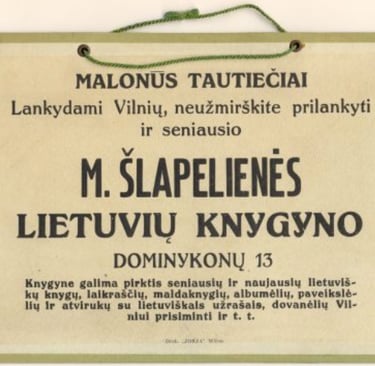 MALONŪS TAUTIEČIAI
Lankydami Vilnių, neužmirškite prilankyti
ir seniausio
M. ŠLAPELIENĖS
LIETUVIŲ KNYGYNO
DOMINYKONŲ 13
Knygyne galima pirktis seniausių ir naujausių lietuviš-
kų knygų, laikraščių, maldaknygių, albumėlių, paveikslė-
lių ir atvirukų su lietuviškais užrašais, dovanėlių Vil-
niui prisiminti ir t. t.